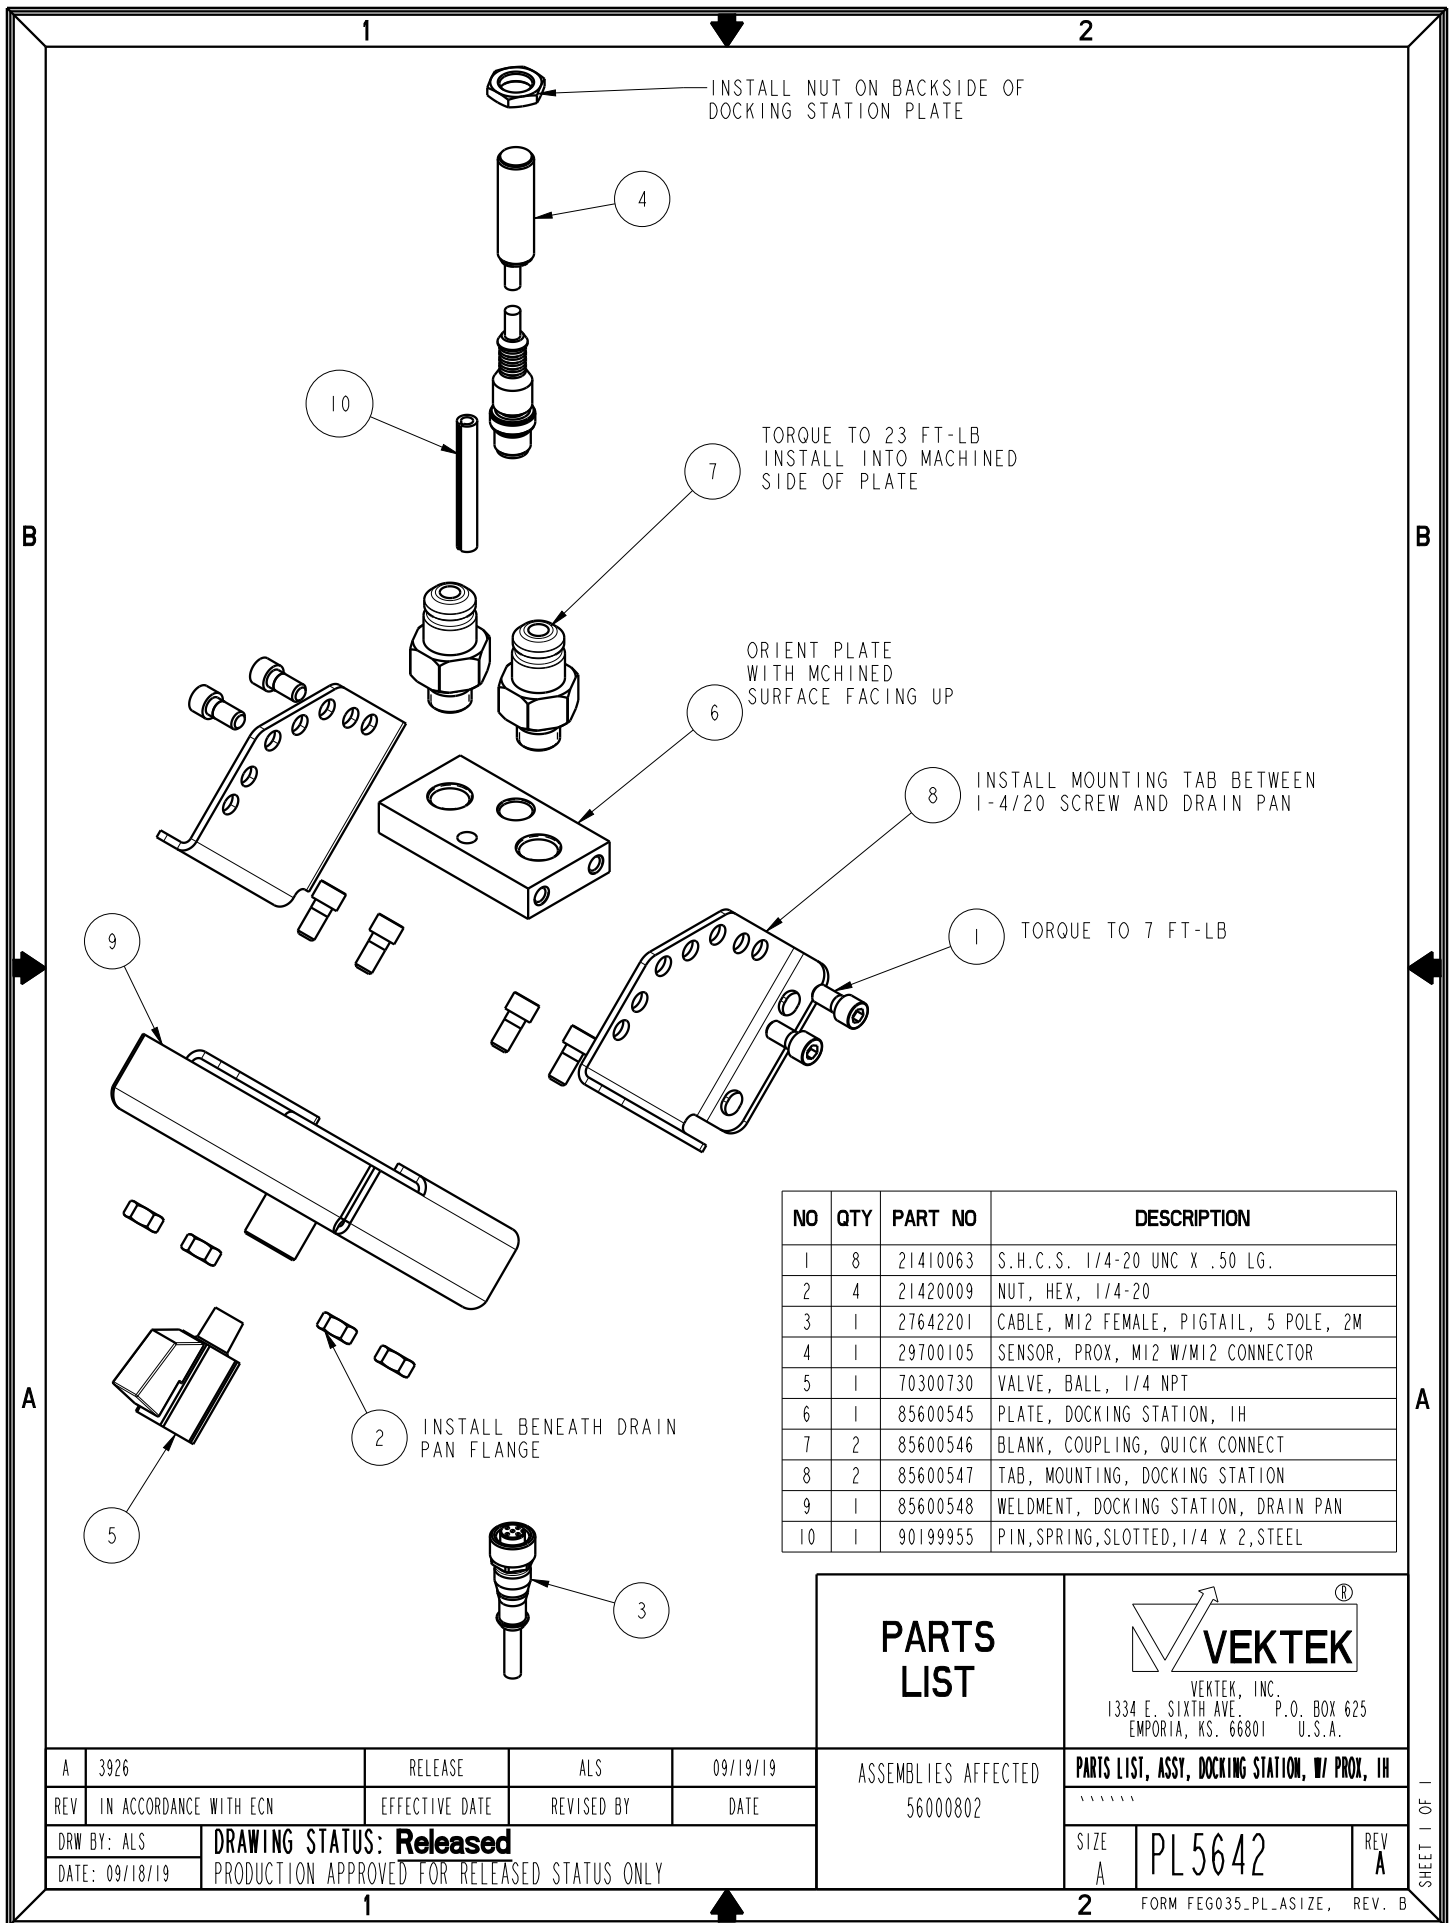 1
2
INSTALL NUT ON BACKSIDE OF
DOCKING STATION PLATE
4
10
7
TORQUE TO 23 FT-LB
INSTALL INTO MACHINED
SIDE OF PLATE
B
B
ORIENT PLATE
WITH MCHINED
SURFACE FACING UP
6
8
INSTALL MOUNTING TAB BETWEEN
1-4/20 SCREW AND DRAIN PAN
9
1
TORQUE TO 7 FT-LB
NO QTY PART NO DESCRIPTION
1 8 21410063 S.H.C.S. 1/4-20 UNC X .50 LG.
2 4 21420009 NUT, HEX, 1/4-20
3 1 27642201 CABLE, M12 FEMALE, PIGTAIL, 5 POLE, 2M
4 1 29700105 SENSOR, PROX, M12 W/M12 CONNECTOR
5 1 70300730 VALVE, BALL, 1/4 NPT
6 1 85600545 PLATE, DOCKING STATION, IH
7 2 85600546 BLANK, COUPLING, QUICK CONNECT
8 2 85600547 TAB, MOUNTING, DOCKING STATION
9 1 85600548 WELDMENT, DOCKING STATION, DRAIN PAN
10 1 90199955 PIN,SPRING,SLOTTED,1/4 X 2,STEEL
A
A
2
INSTALL BENEATH DRAIN
PAN FLANGE
5
3
PARTS
LIST
®
VEKTEK
VEKTEK, INC.
1334 E. SIXTH AVE. P.O. BOX 625
EMPORIA, KS. 66801 U.S.A.
A 3926 RELEASE ALS 09/19/19
REV IN ACCORDANCE WITH ECN EFFECTIVE DATE REVISED BY DATE
ASSEMBLIES AFFECTED
56000802
PARTS LIST, ASSY, DOCKING STATION, W/ PROX, IH
DRW BY: ALS
DATE: 09/18/19
DRAWING STATUS: Released
PRODUCTION APPROVED FOR RELEASED STATUS ONLY
SIZE
A
PL5642
REV
A
SHEET 1 OF 1
1
2
FORM FEG035_PL_ASIZE, REV. B